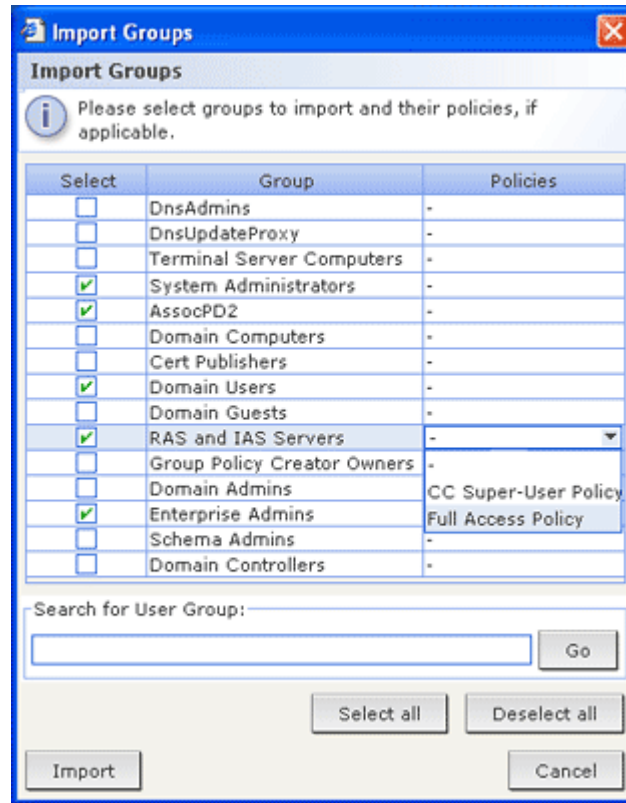 Import Groups
Import Groups
Please select groups to import and their policies, if
applicable.
Select Group Policies
DnsAdmins -
DnsUpdateProxy -
Terminal Server Computers -
System Administrators -
AssocPD2 -
Domain Computers -
Cert Publishers -
Domain Users -
Domain Guests -
RAS and IAS Servers -
Group Policy Creator Owners -
Domain Admins CC Super-User Policy
Enterprise Admins Full Access Policy
Schema Admins -
Domain Controllers -
Search for User Group:
Go
Select all Deselect all
Import Cancel